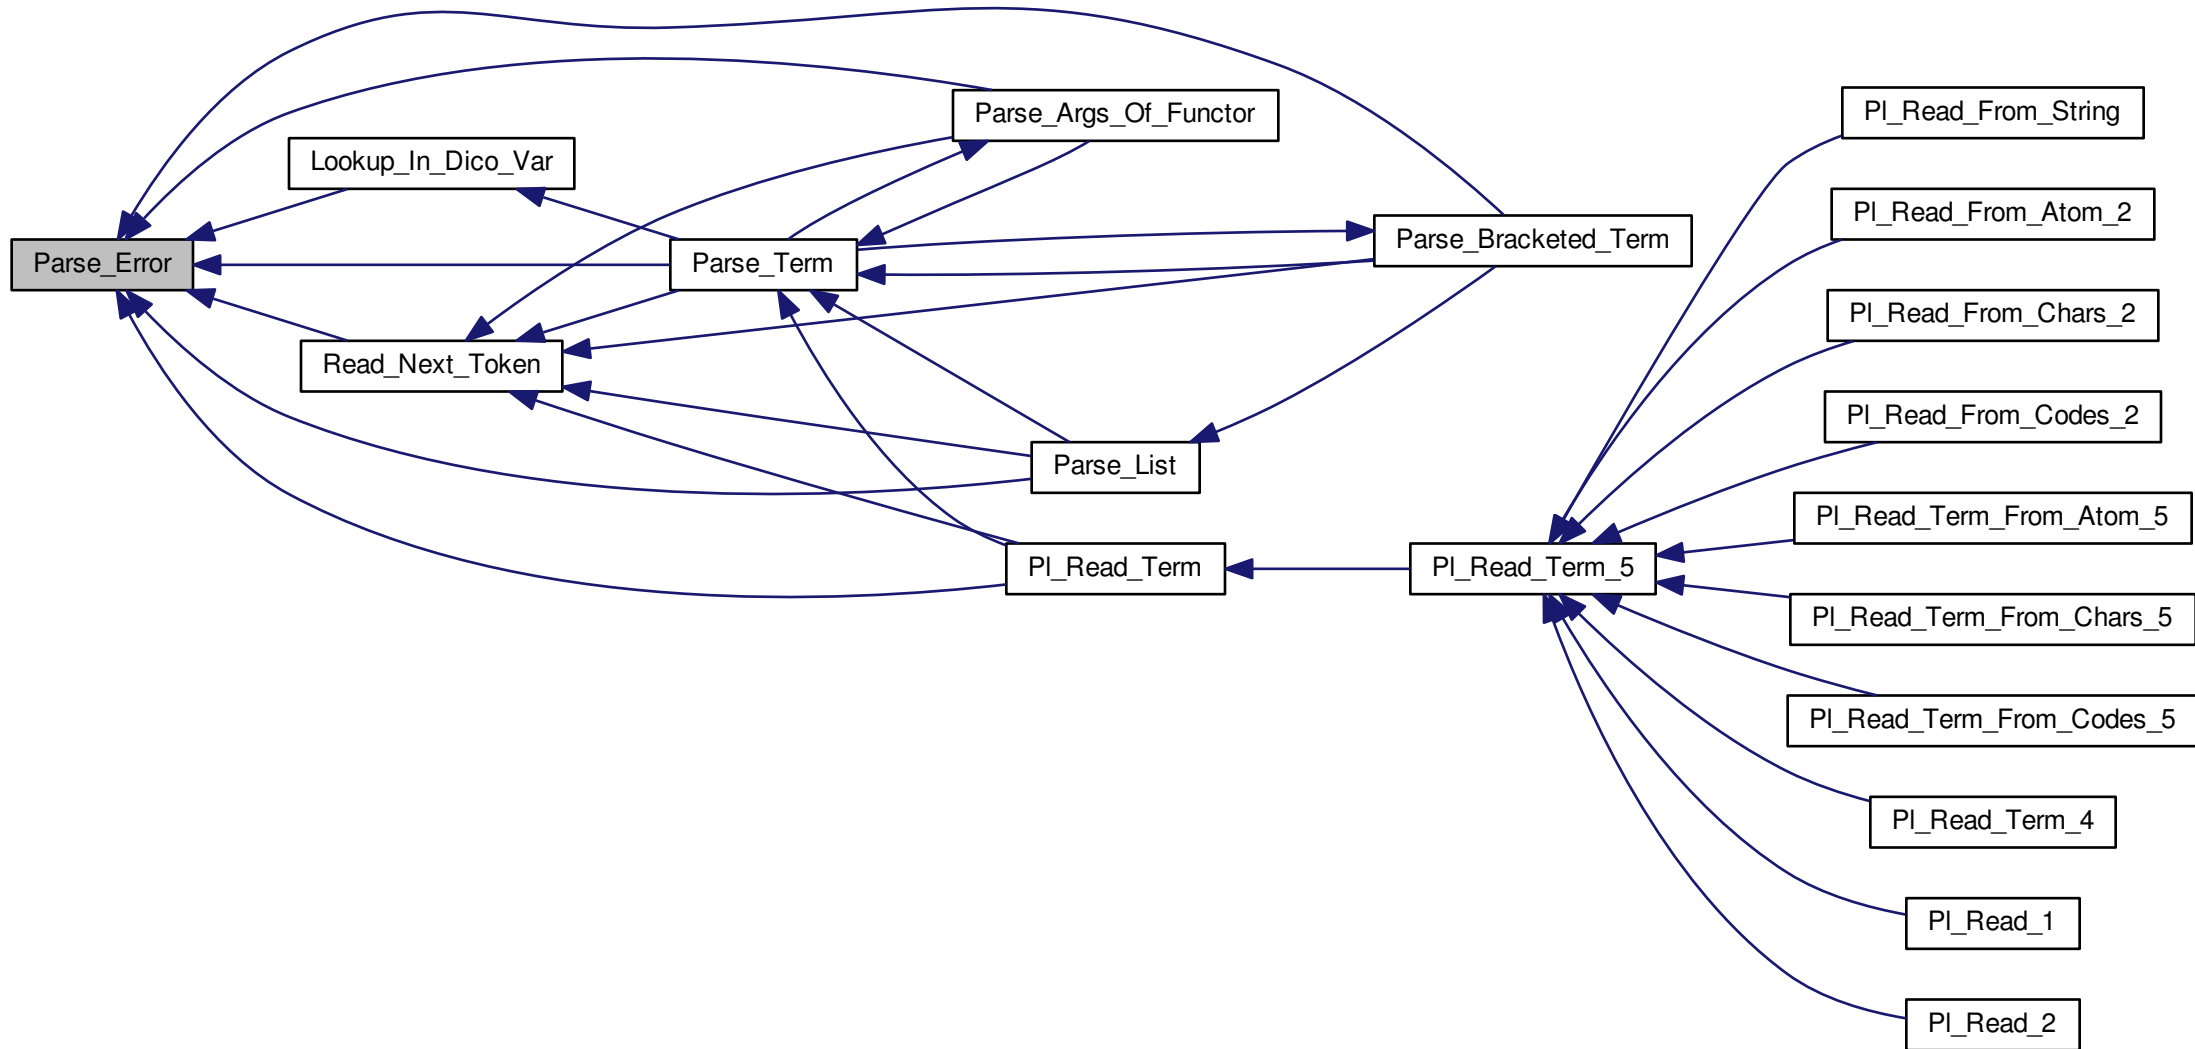 Parse_Error
Lookup_In_Dico_Var
Read_Next_Token
Parse_Term
Parse_Args_Of_Functor
Parse_List
Pl_Read_Term
Parse_Bracketed_Term
Pl_Read_Term_5
Pl_Read_From_String
Pl_Read_From_Atom_2
Pl_Read_From_Chars_2
Pl_Read_From_Codes_2
Pl_Read_Term_From_Atom_5
Pl_Read_Term_From_Chars_5
Pl_Read_Term_From_Codes_5
Pl_Read_Term_4
Pl_Read_1
Pl_Read_2